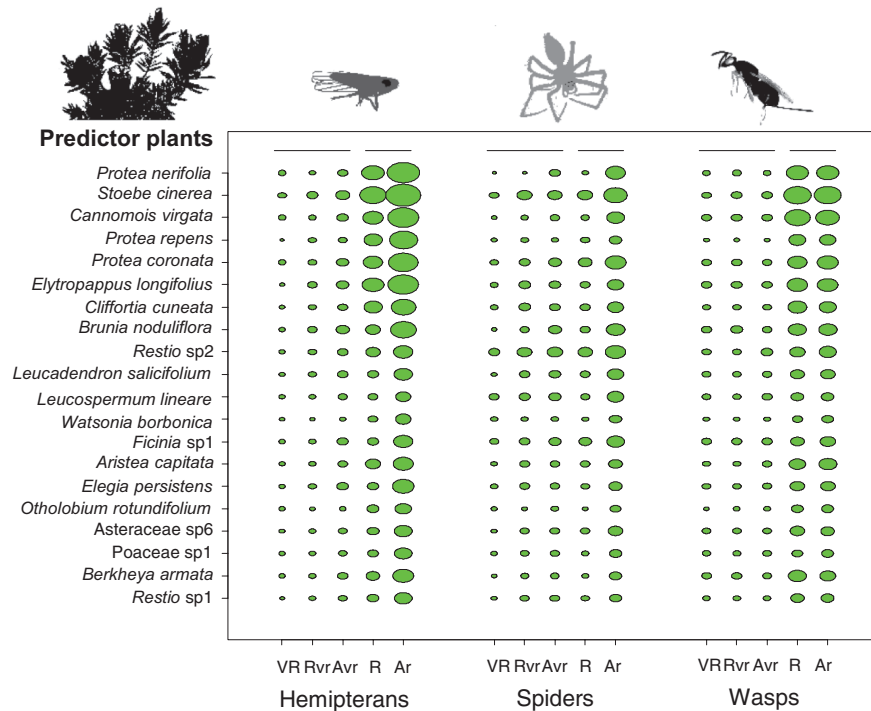 Predictor plants
Protea nerifolia
Stoebe cinerea
Cannomois virgata
Protea repens
Protea coronata
Elytropappus longifolius
Cliffortia cuneata
Brunia noduliflora
Restio sp2
Leucadendron salicifolium
Leucospermum lineare
Watsonia borbonica
Ficinia sp1
Aristea capitata
Elegia persistens
Otholobium rotundifolium
Asteraceae sp6
Poaceae sp1
Berkheya armata
Restio sp1
VR Rvr Avr R Ar VR Rvr Avr R Ar VR Rvr Avr R Ar
Hemipterans Spiders Wasps